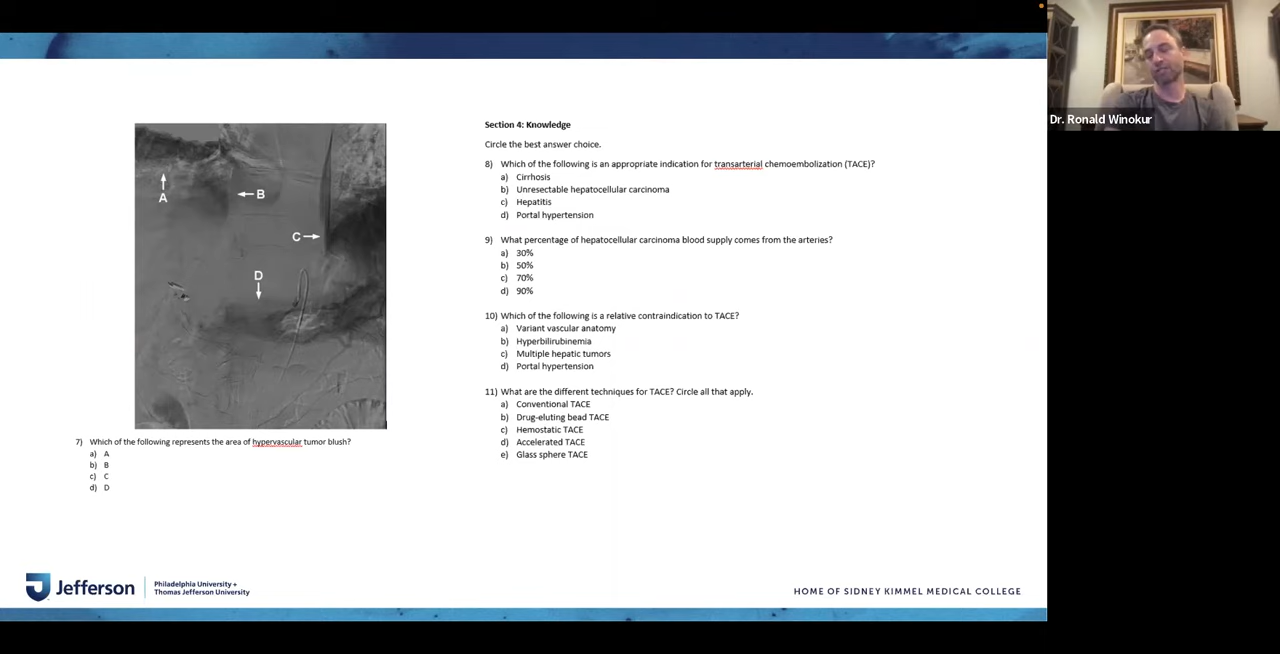 Dr. Ronald Winokur
A
B
C
D
7) Which of the following represents the area of hypervascular tumor blush?
a) A
b) B
c) C
d) D
Section 4: Knowledge
Circle the best answer choice.
8) Which of the following is an appropriate indication for transarterial chemoembolization (TACE)?
a) Cirrhosis
b) Unresectable hepatocellular carcinoma
c) Hepatitis
d) Portal hypertension
9) What percentage of hepatocellular carcinoma blood supply comes from the arteries?
a) 30%
b) 50%
c) 70%
d) 90%
10) Which of the following is a relative contraindication to TACE?
a) Variant vascular anatomy
b) Hyperbilirubinemia
c) Multiple hepatic tumors
d) Portal hypertension
11) What are the different techniques for TACE? Circle all that apply.
a) Conventional TACE
b) Drug-eluting bead TACE
c) Hemostatic TACE
d) Accelerated TACE
e) Glass sphere TACE
Jefferson
Philadelphia University +
Thomas Jefferson University
HOME OF SIDNEY KIMMEL MEDICAL COLLEGE